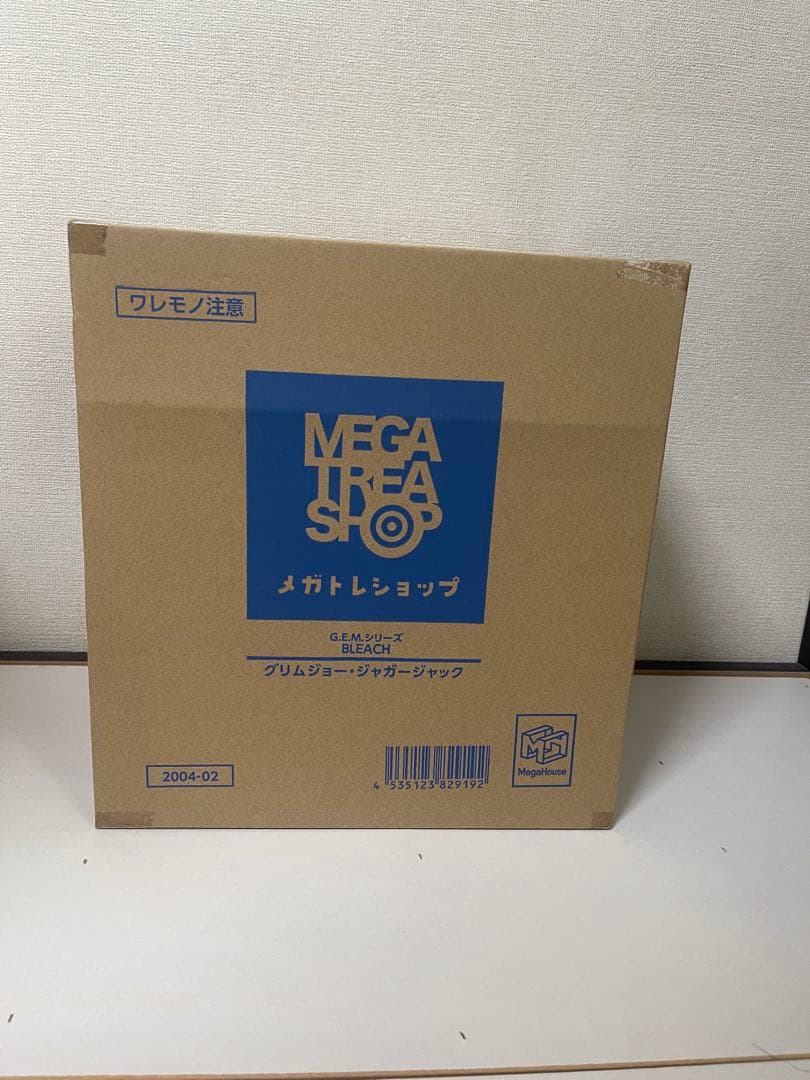 ワレモノ注意
MEGA
TREA
SHOP
メガトレショップ
G.E.M.シリーズ
BLEACH
グリムジョー・ジャガージャック
2004-02
4 535123 829192
MegaHouse